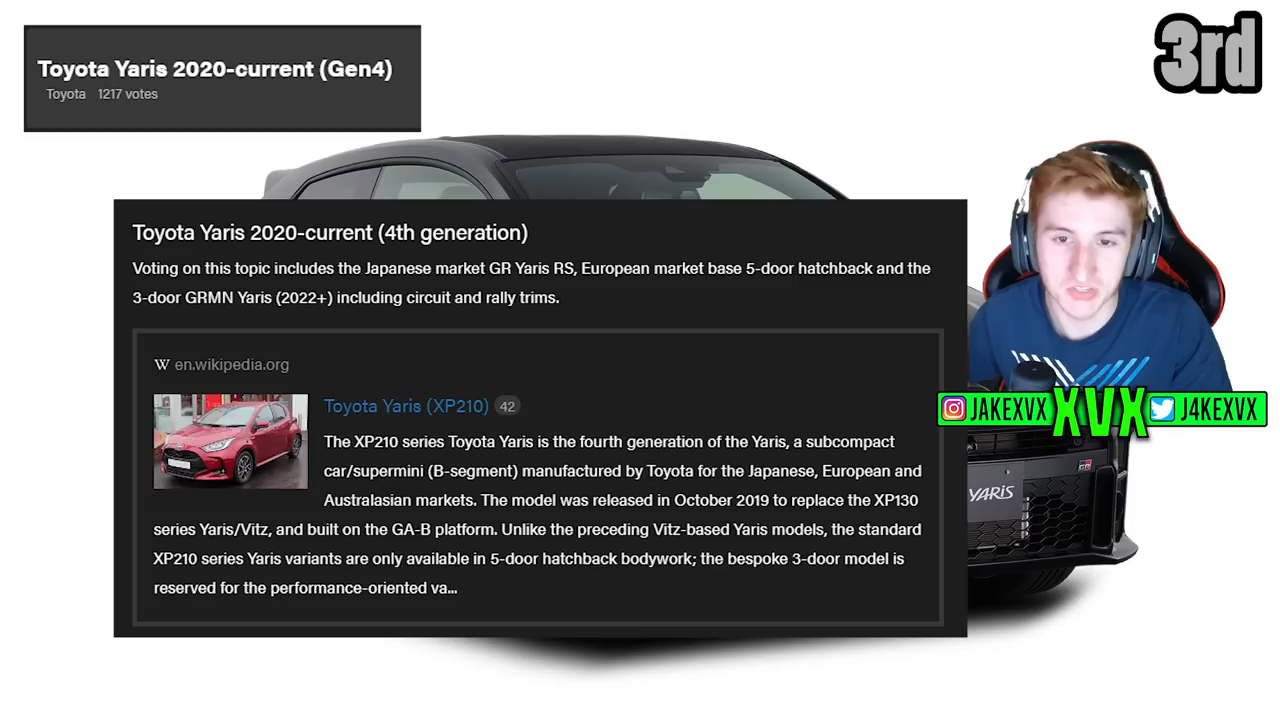 Toyota Yaris 2020-current (Gen4)
Toyota 1217 votes
3rd
Toyota Yaris 2020-current (4th generation)
Voting on this topic includes the Japanese market GR Yaris RS, European market base 5-door hatchback and the
3-door GRMN Yaris (2022+) including circuit and rally trims.
W en.wikipedia.org
Toyota Yaris (XP210) 42
The XP210 series Toyota Yaris is the fourth generation of the Yaris, a subcompact
car/supermini (B-segment) manufactured by Toyota for the Japanese, European and
Australasian markets. The model was released in October 2019 to replace the XP130
series Yaris/Vitz, and built on the GA-B platform. Unlike the preceding Vitz-based Yaris models, the standard
XP210 series Yaris variants are only available in 5-door hatchback bodywork; the bespoke 3-door model is
reserved for the performance-oriented va...
JAKEXVX XVX J4KEXVX
YARIS
GR